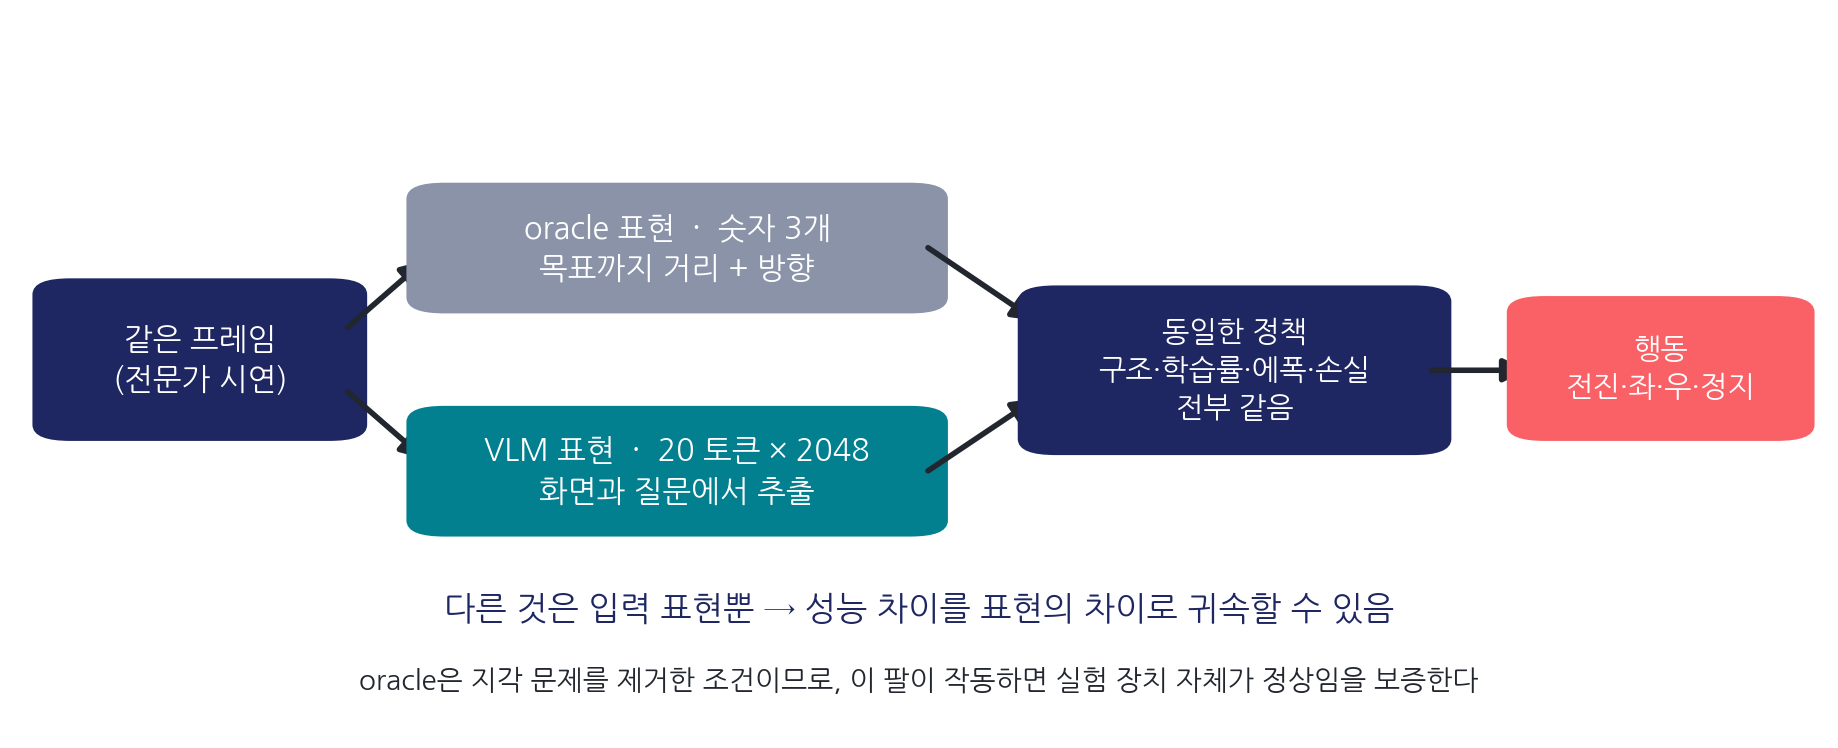 같은 프레임
(전문가 시연)
oracle 표현 · 숫자 3개
목표까지 거리 + 방향
VLM 표현 · 20 토큰 × 2048
화면과 질문에서 추출
동일한 정책
구조·학습률·에폭·손실
전부 같음
행동
전진·좌·우·정지
다른 것은 입력 표현뿐 → 성능 차이를 표현의 차이로 귀속할 수 있음
oracle은 지각 문제를 제거한 조건이므로, 이 팔이 작동하면 실험 장치 자체가 정상임을 보증한다